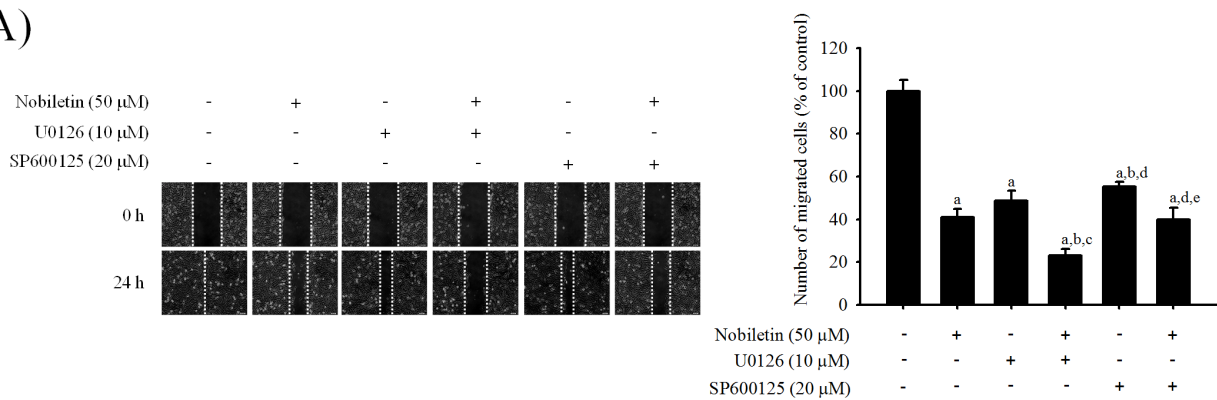 A)
Nobiletin (50 μM) - + - + - +
U0126 (10 μM) - - + + - -
SP600125 (20 μM) - - - - + +
0 h
24 h
Number of migrated cells (% of control)
120
100
80
60
40
20
0
a
a
a,b,c
a,b,d
a,d,e
Nobiletin (50 μM) - + - + - +
U0126 (10 μM) - - + + - -
SP600125 (20 μM) - - - - + +